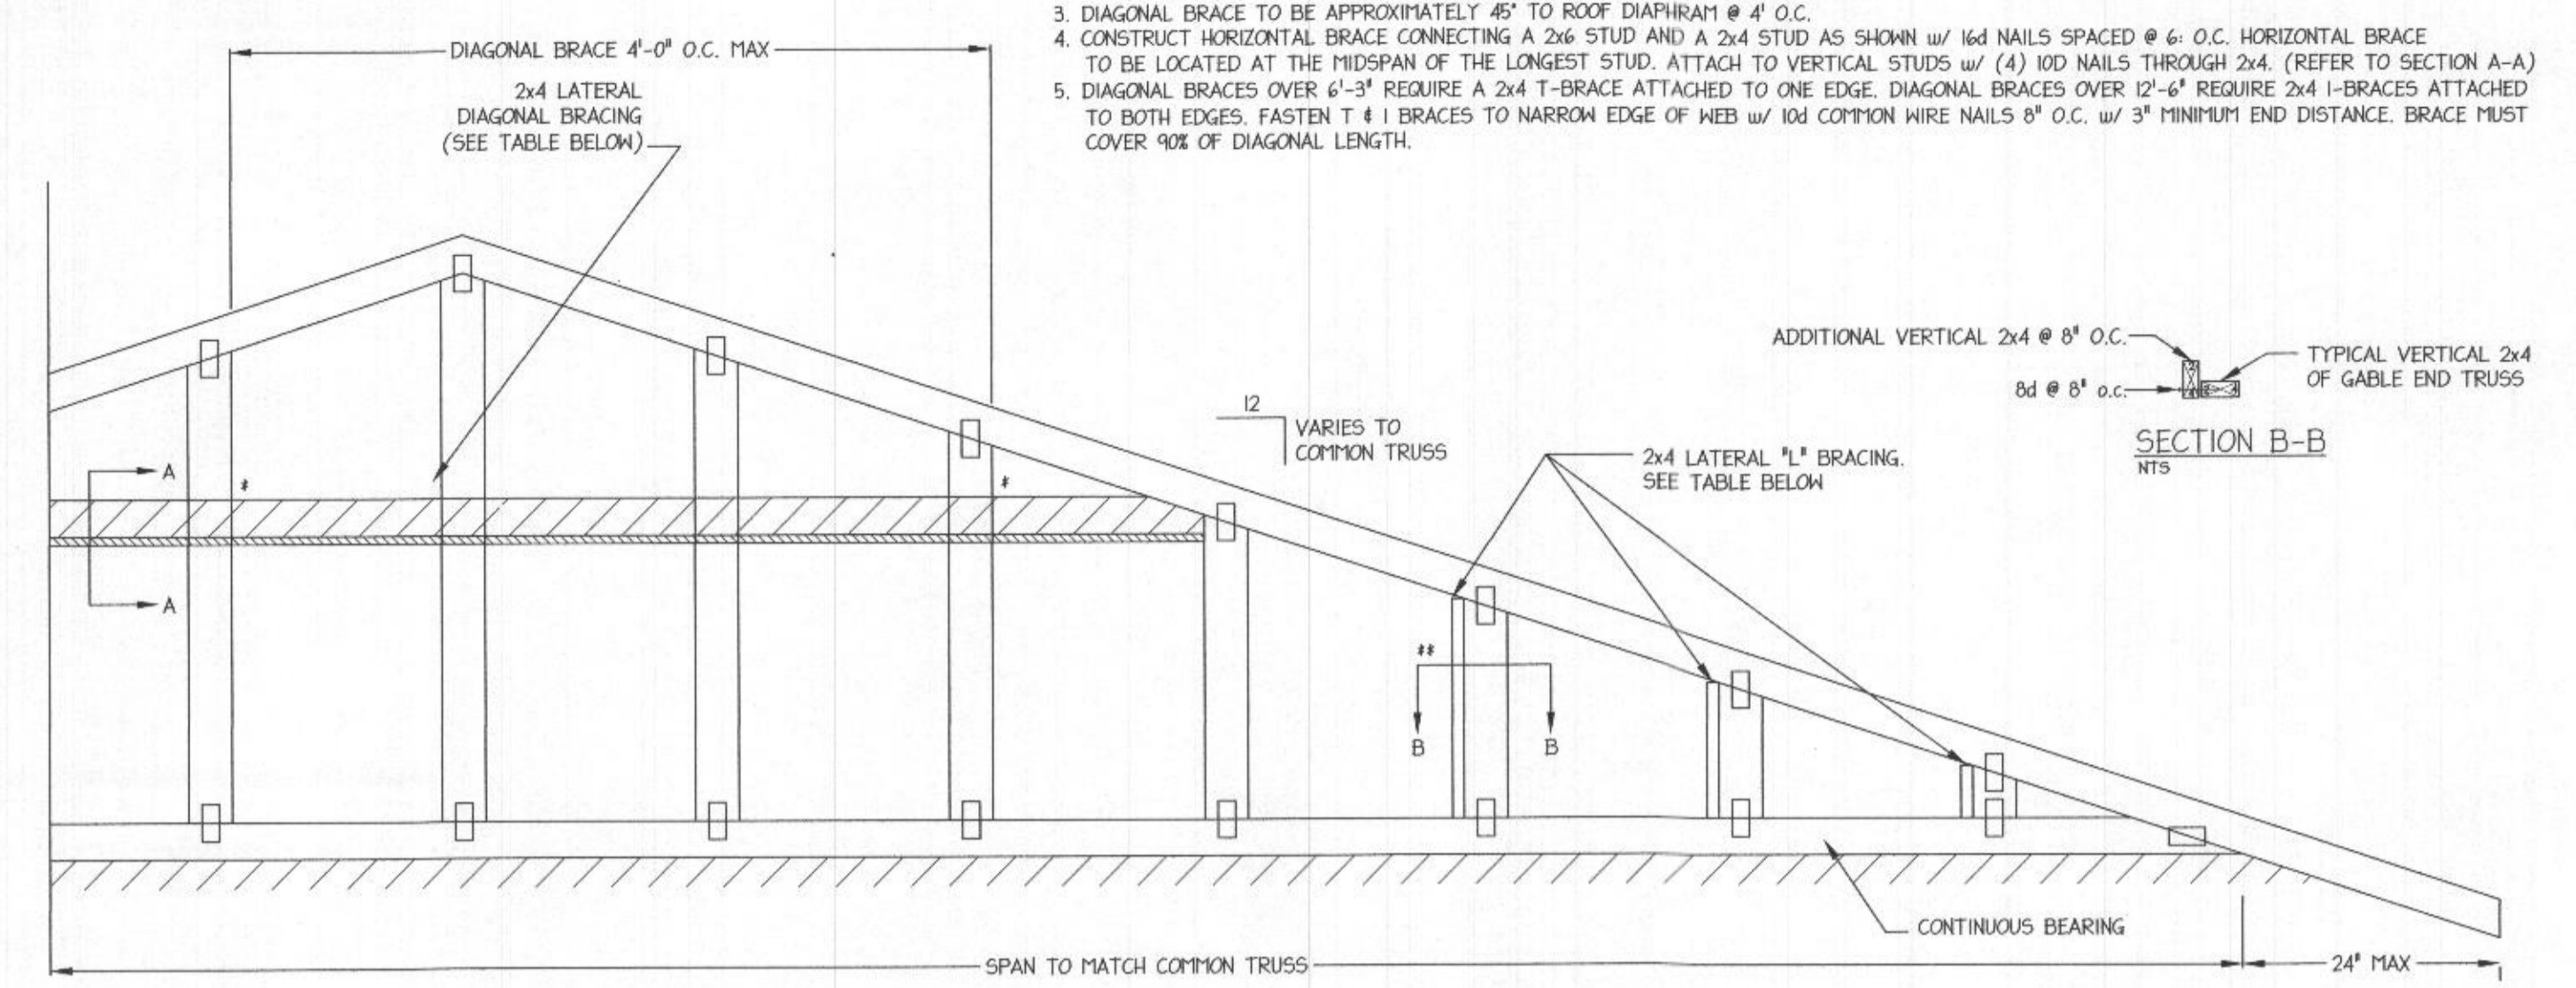 3. DIAGONAL BRACE TO BE APPROXIMATELY 45° TO ROOF DIAPHRAM @ 4' O.C.
4. CONSTRUCT HORIZONTAL BRACE CONNECTING A 2x6 STUD AND A 2x4 STUD AS SHOWN w/ 16d NAILS SPACED @ 6: O.C. HORIZONTAL BRACE
TO BE LOCATED AT THE MIDSPAN OF THE LONGEST STUD. ATTACH TO VERTICAL STUDS w/ (4) 10D NAILS THROUGH 2x4. (REFER TO SECTION A-A)
5. DIAGONAL BRACES OVER 6'-3" REQUIRE A 2x4 T-BRACE ATTACHED TO ONE EDGE. DIAGONAL BRACES OVER 12'-6" REQUIRE 2x4 I-BRACES ATTACHED
TO BOTH EDGES. FASTEN T & I BRACES TO NARROW EDGE OF WEB w/ 10d COMMON WIRE NAILS 8" O.C. w/ 3" MINIMUM END DISTANCE. BRACE MUST
COVER 90% OF DIAGONAL LENGTH.
DIAGONAL BRACE 4'-0" O.C. MAX
2x4 LATERAL
DIAGONAL BRACING
(SEE TABLE BELOW)
ADDITIONAL VERTICAL 2x4 @ 8" O.C.
8d @ 8" o.c.
TYPICAL VERTICAL 2x4
OF GABLE END TRUSS
SECTION B-B
NTS
12
VARIES TO
COMMON TRUSS
2x4 LATERAL "L" BRACING.
SEE TABLE BELOW
A
*
*
A
**
B
B
CONTINUOUS BEARING
SPAN TO MATCH COMMON TRUSS
24" MAX